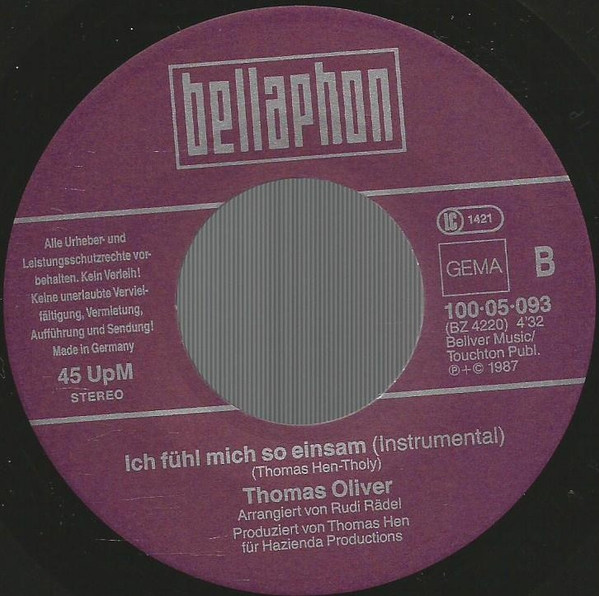 bellaphon
Alle Urheber- und
Leistungsschutzrechte vor-
behalten. Kein Verleih!
Keine unerlaubte Verviel-
fältigung, Vermietung,
Aufführung und Sendung!
Made in Germany
45 UpM
STEREO
LC 1421
GEMA
B
100·05·093
(BZ 4220) 4'32
Bellver Music/
Touchton Publ.
℗+© 1987
Ich fühl mich so einsam (Instrumental)
(Thomas Hen-Tholy)
Thomas Oliver
Arrangiert von Rudi Rädel
Produziert von Thomas Hen
für Hazienda Productions